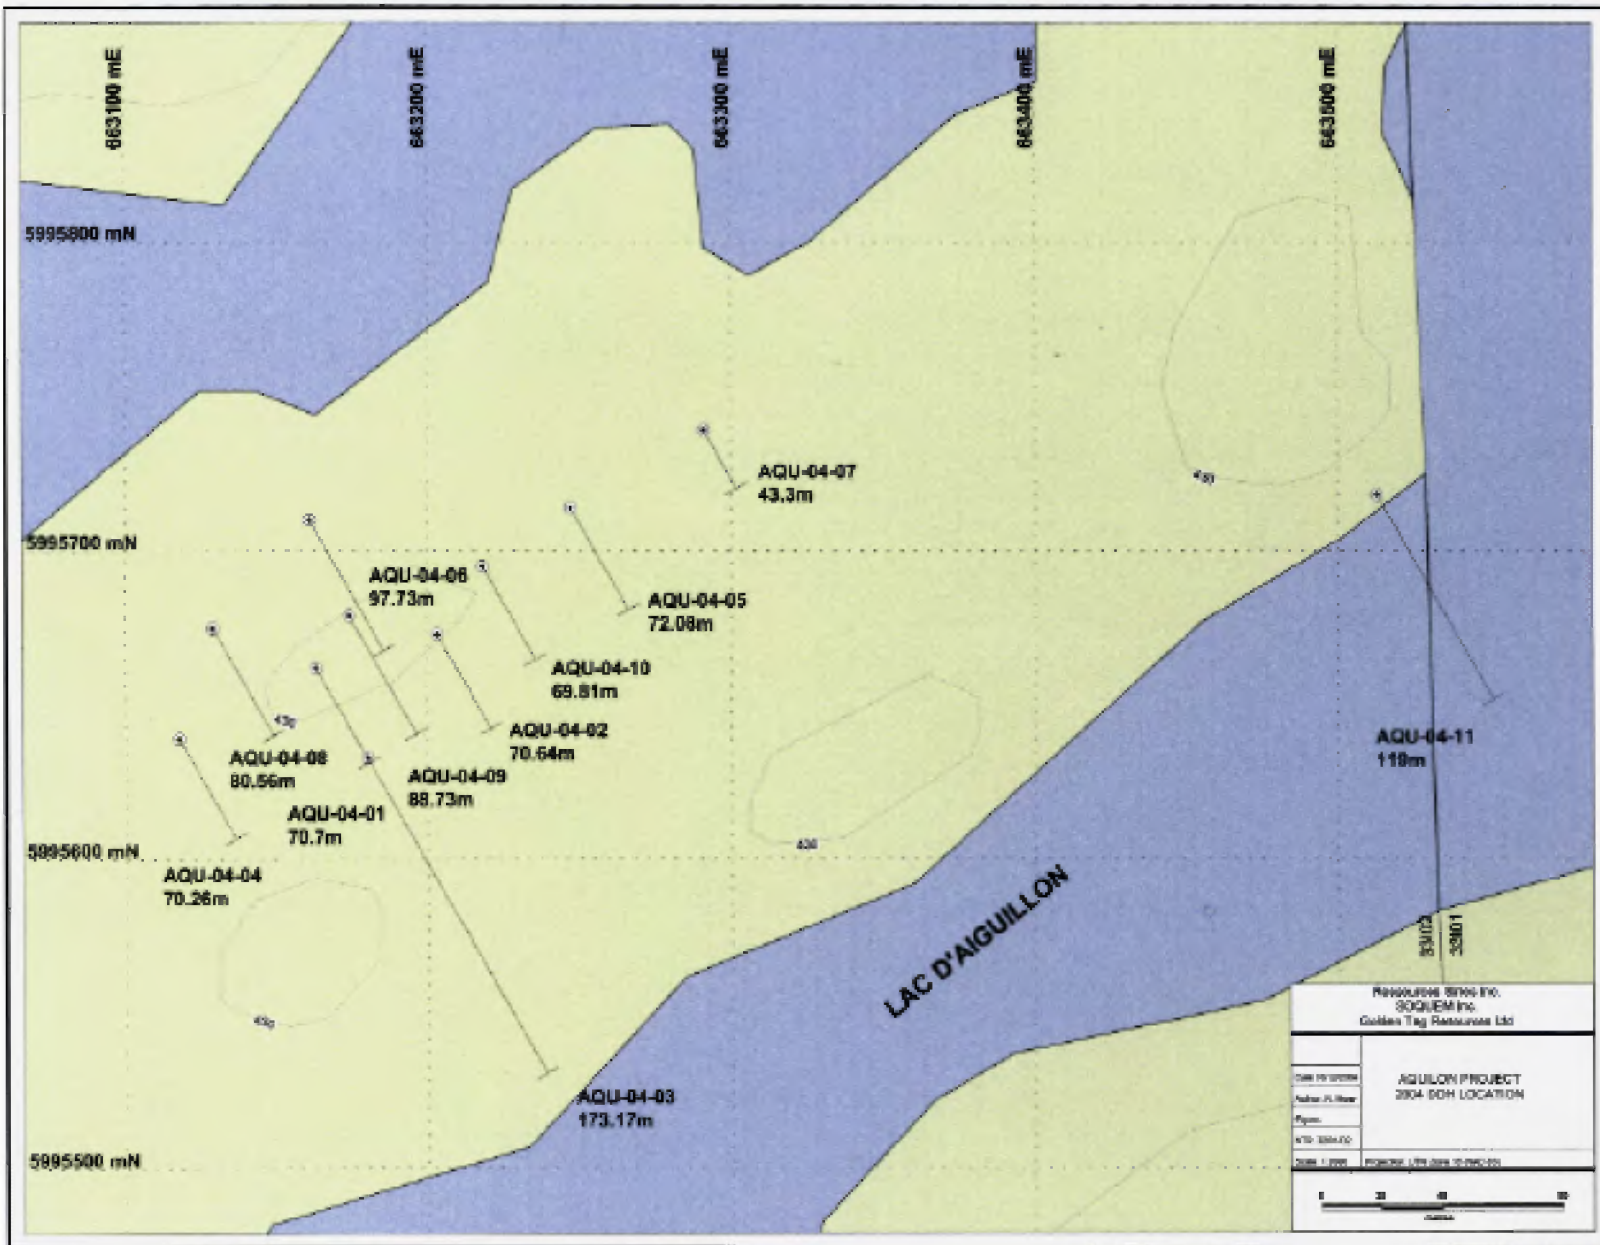 663100 mE
663200 mE
663300 mE
663400 mE
663500 mE
5995800 mN
AQU-04-07
43.3m
5995700 mN
AQU-04-06
97.73m
AQU-04-05
72.08m
AQU-04-10
69.81m
430
AQU-04-02
70.64m
AQU-04-11
AQU-04-08
80.56m
AQU-04-09
88.73m
AQU-04-01
70.7m
5995600 mN
430
AQU-04-04
70.26m
LAC D'AIGUILLON
430
AQU-04-03
173.17m
5995500 mN
SOQUEM Inc.
Golden Tag Resources Ltd
AQUILON PROJECT
2004 DDH LOCATION